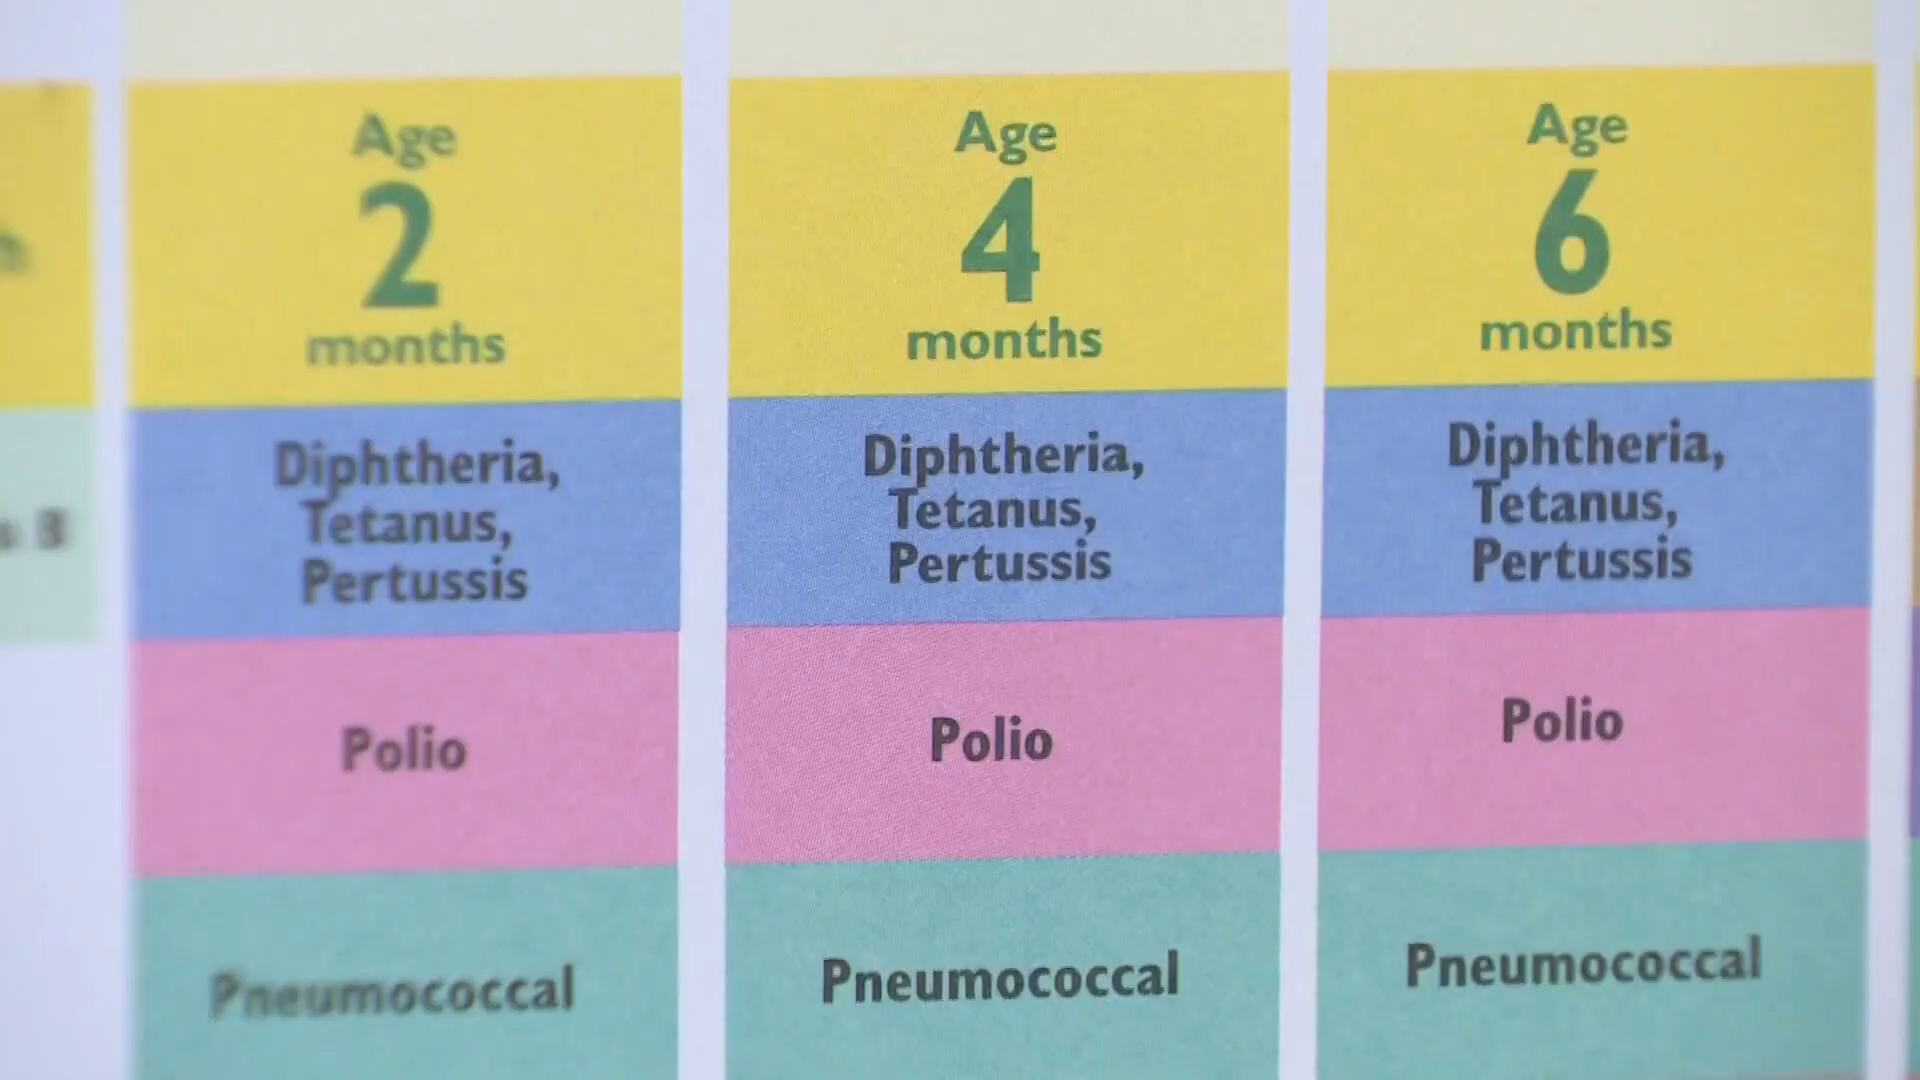 Age
2
months
Diphtheria,
Tetanus,
Pertussis
Polio
Pneumococcal
Age
4
months
Diphtheria,
Tetanus,
Pertussis
Polio
Pneumococcal
Age
6
months
Diphtheria,
Tetanus,
Pertussis
Polio
Pneumococcal